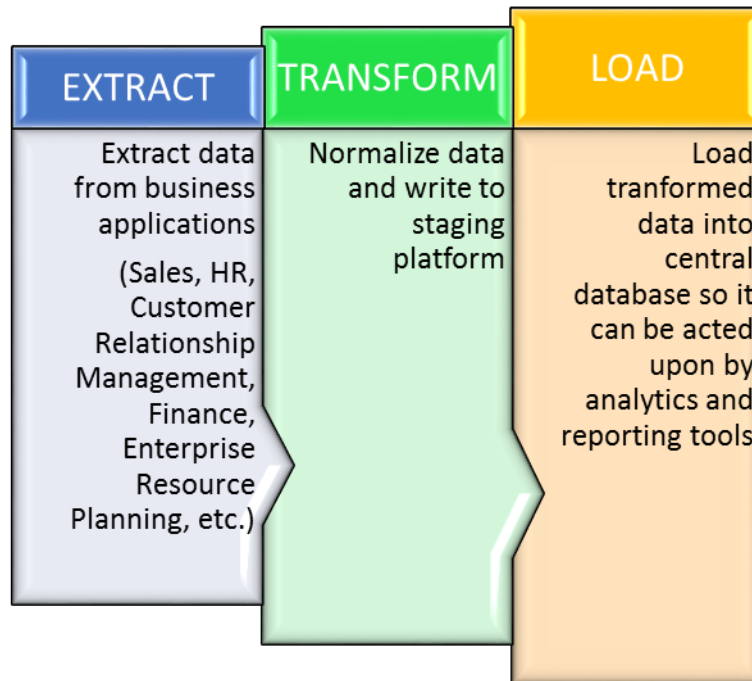 EXTRACT
Extract data
from business
applications
(Sales, HR,
Customer
Relationship
Management,
Finance,
Enterprise
Resource
Planning, etc.)
TRANSFORM
Normalize data
and write to
staging
platform
LOAD
Load
tranformed
data into
central
database so it
can be acted
upon by
analytics and
reporting tools